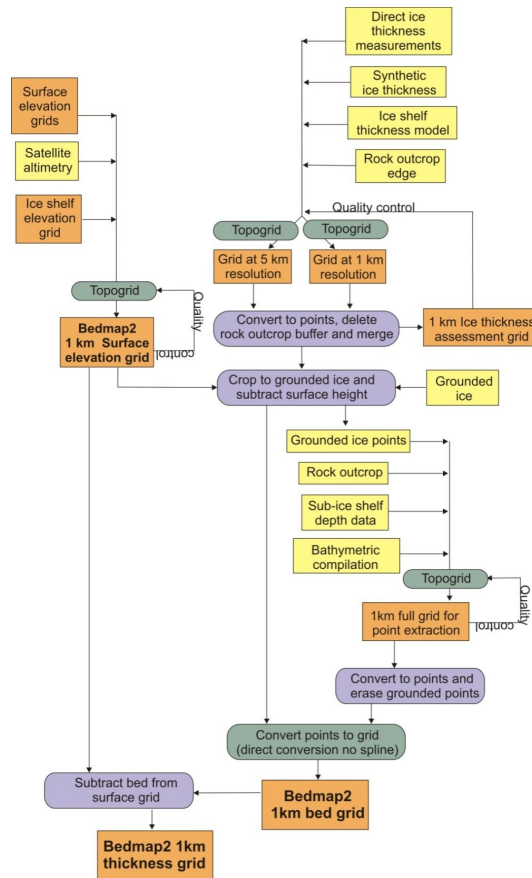 Direct ice
thickness
measurements
Synthetic
ice thickness
Ice shelf
thickness model
Rock outcrop
edge
Surface
elevation
grids
Satellite
altimetry
Ice shelf
elevation
grid
Quality control
Topogrid
Topogrid
Grid at 5 km
resolution
Grid at 1 km
resolution
Topogrid
Quality
control
Bedmap2
1 km Surface
elevation grid
Convert to points, delete
rock outcrop buffer and merge
1 km Ice thickness
assessment grid
Crop to grounded ice and
subtract surface height
Grounded
ice
Grounded ice points
Rock outcrop
Sub-ice shelf
depth data
Bathymetric
compilation
Topogrid
Quality
control
1km full grid for
point extraction
Convert to points and
erase grounded points
Convert points to grid
(direct conversion no spline)
Subtract bed from
surface grid
Bedmap2
1km bed grid
Bedmap2 1km
thickness grid